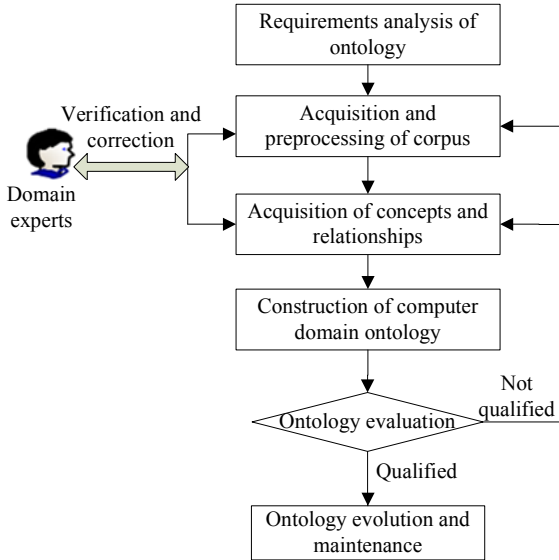 Requirements analysis of
ontology
Verification and
correction
Domain
experts
Acquisition and
preprocessing of corpus
Acquisition of concepts and
relationships
Construction of computer
domain ontology
Ontology evaluation
Not
qualified
Qualified
Ontology evolution and
maintenance